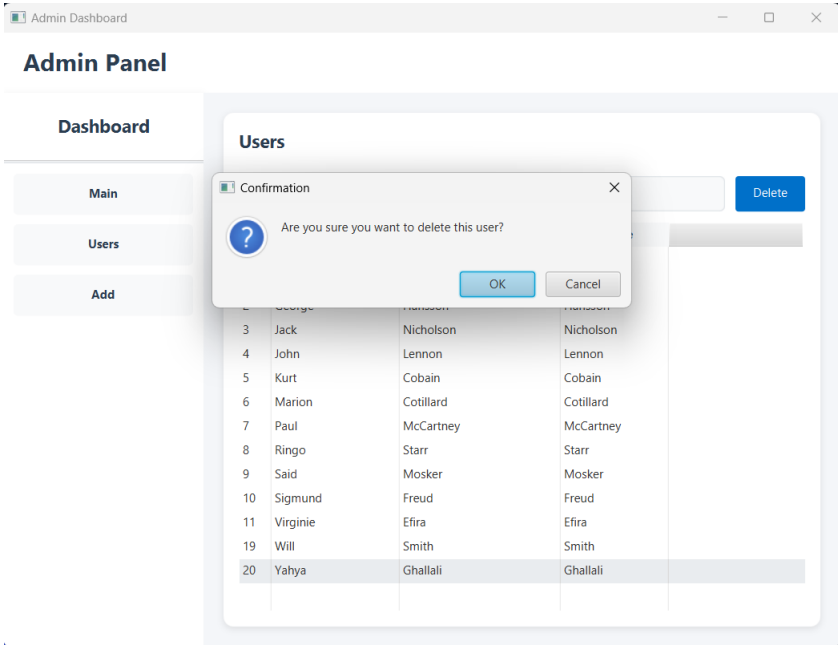 Admin Dashboard
Admin Panel
Dashboard
Main
Users
Add
Users
Delete
Confirmation
Are you sure you want to delete this user?
OK
Cancel
3 Jack Nicholson Nicholson
4 John Lennon Lennon
5 Kurt Cobain Cobain
6 Marion Cotillard Cotillard
7 Paul McCartney McCartney
8 Ringo Starr Starr
9 Said Mosker Mosker
10 Sigmund Freud Freud
11 Virginie Efira Efira
19 Will Smith Smith
20 Yahya Ghallali Ghallali